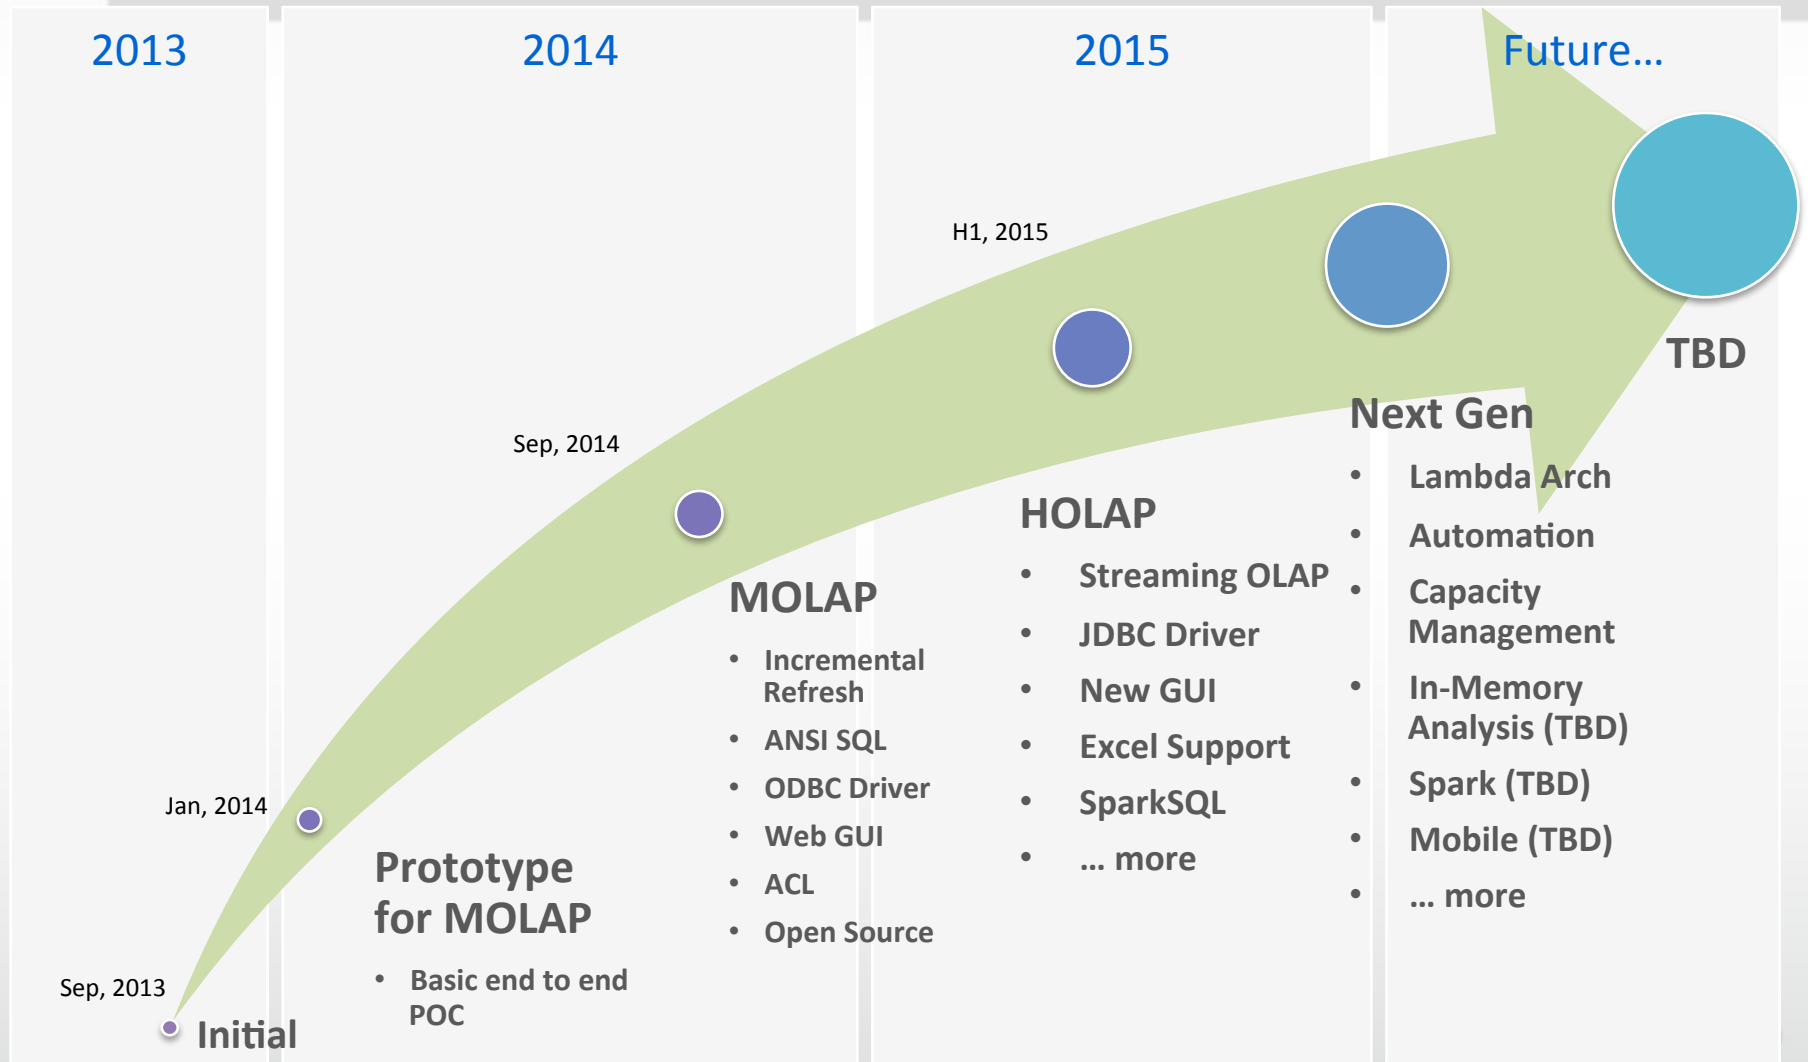 2013
2014
2015
Future...
Sep, 2013
Initial
Jan, 2014
Prototype
for MOLAP
• Basic end to end
POC
Sep, 2014
MOLAP
• Incremental
Refresh
• ANSI SQL
• ODBC Driver
• Web GUI
• ACL
• Open Source
H1, 2015
HOLAP
• Streaming OLAP
• JDBC Driver
• New GUI
• Excel Support
• SparkSQL
• ... more
Next Gen
• Lambda Arch
• Automation
• Capacity
Management
• In-Memory
Analysis (TBD)
• Spark (TBD)
• Mobile (TBD)
• ... more
TBD